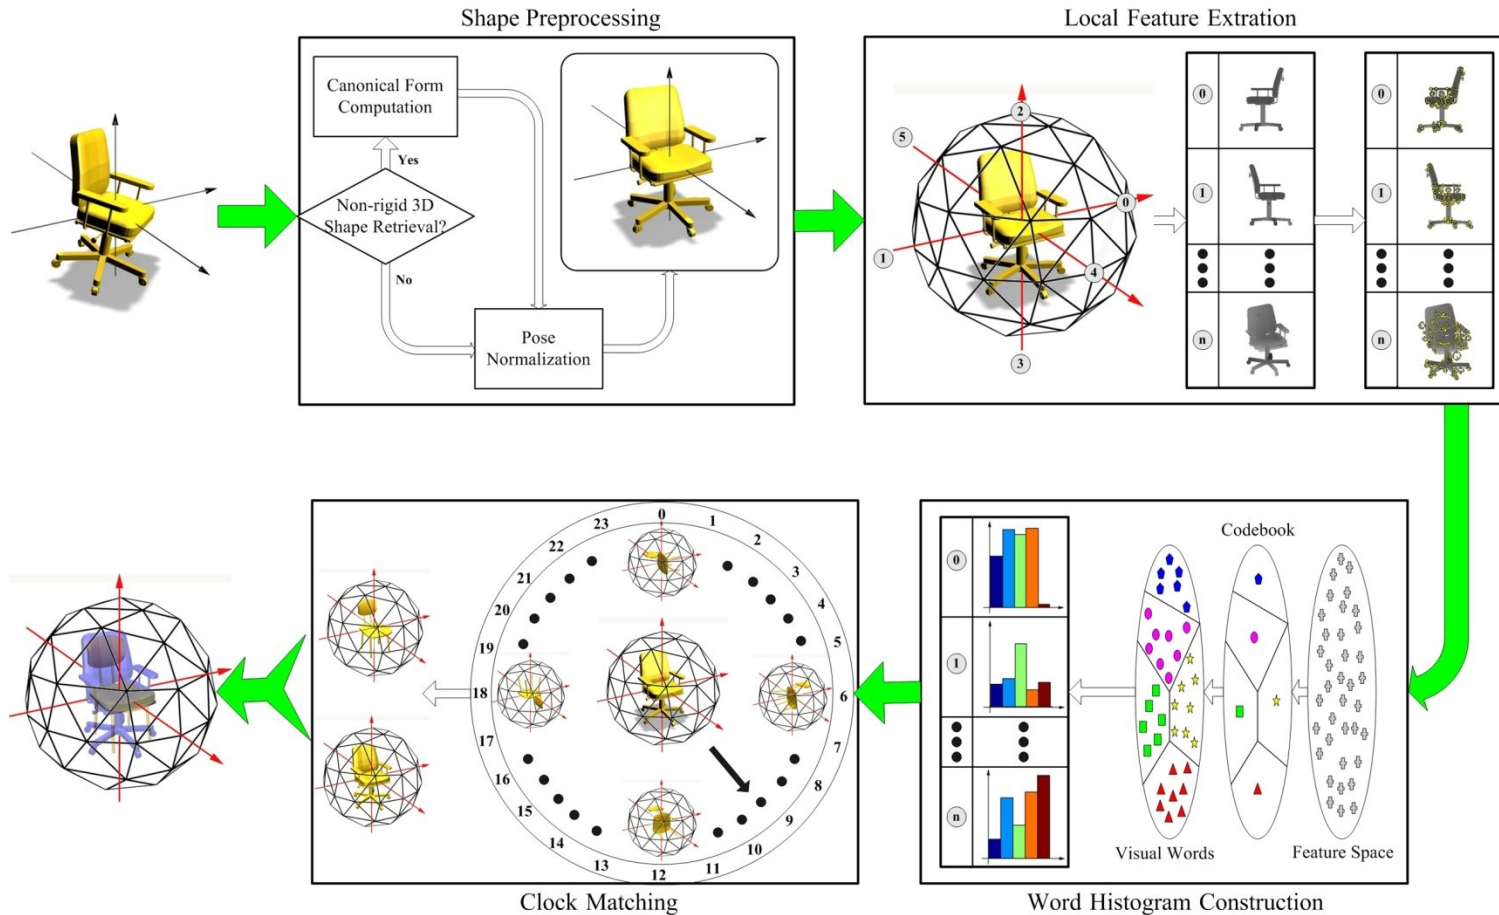 Shape Preprocessing
Local Feature Extration
Canonical Form
Computation
Yes
Non-rigid 3D
Shape Retrieval?
No
Pose
Normalization
2
5
0
1
4
3
0
1
n
0
1
n
Codebook
Visual Words
Feature Space
0
1
n
Word Histogram Construction
0
1
2
3
4
5
6
7
8
9
10
11
12
13
14
15
16
17
18
19
20
21
22
23
Clock Matching